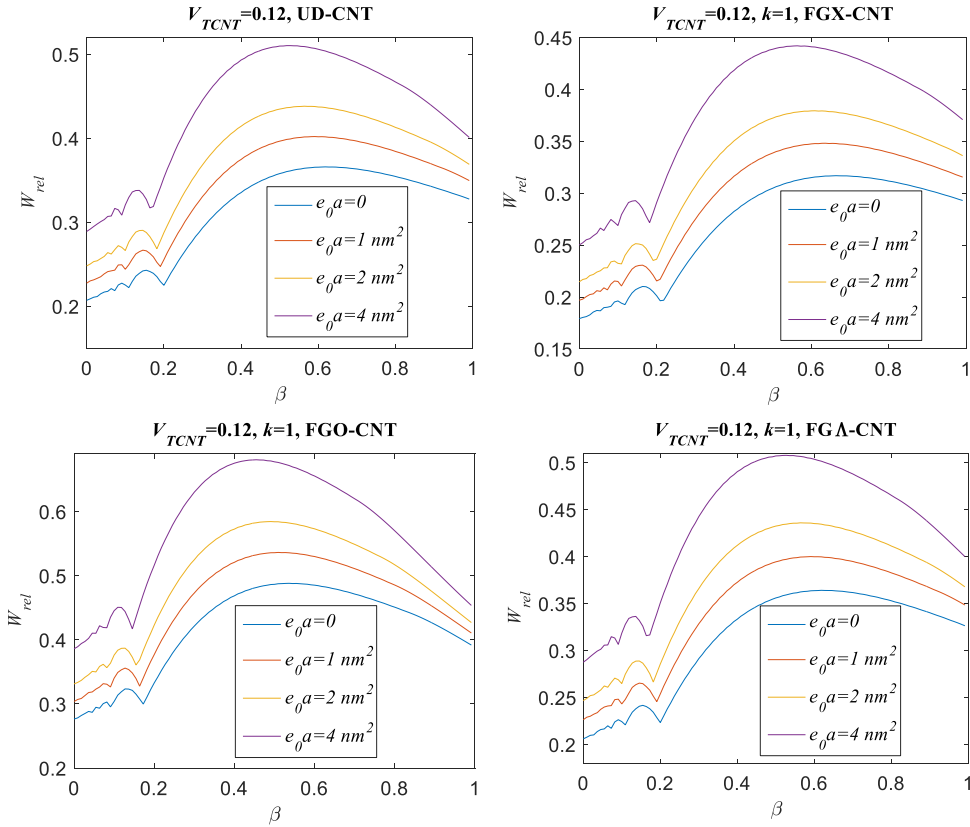 V_TCNT=0.12, UD-CNT
0.5
0.4
0.3
0.2
W_rel
0 0.2 0.4 0.6 0.8 1
β
e_0a=0
e_0a=1 nm^2
e_0a=2 nm^2
e_0a=4 nm^2
V_TCNT=0.12, k=1, FGX-CNT
0.45
0.4
0.35
0.3
0.25
0.2
0.15
W_rel
0 0.2 0.4 0.6 0.8 1
β
e_0a=0
e_0a=1 nm^2
e_0a=2 nm^2
e_0a=4 nm^2
V_TCNT=0.12, k=1, FGO-CNT
0.6
0.5
0.4
0.3
0.2
W_rel
0 0.2 0.4 0.6 0.8 1
β
e_0a=0
e_0a=1 nm^2
e_0a=2 nm^2
e_0a=4 nm^2
V_TCNT=0.12, k=1, FGΛ-CNT
0.5
0.45
0.4
0.35
0.3
0.25
0.2
W_rel
0 0.2 0.4 0.6 0.8 1
β
e_0a=0
e_0a=1 nm^2
e_0a=2 nm^2
e_0a=4 nm^2